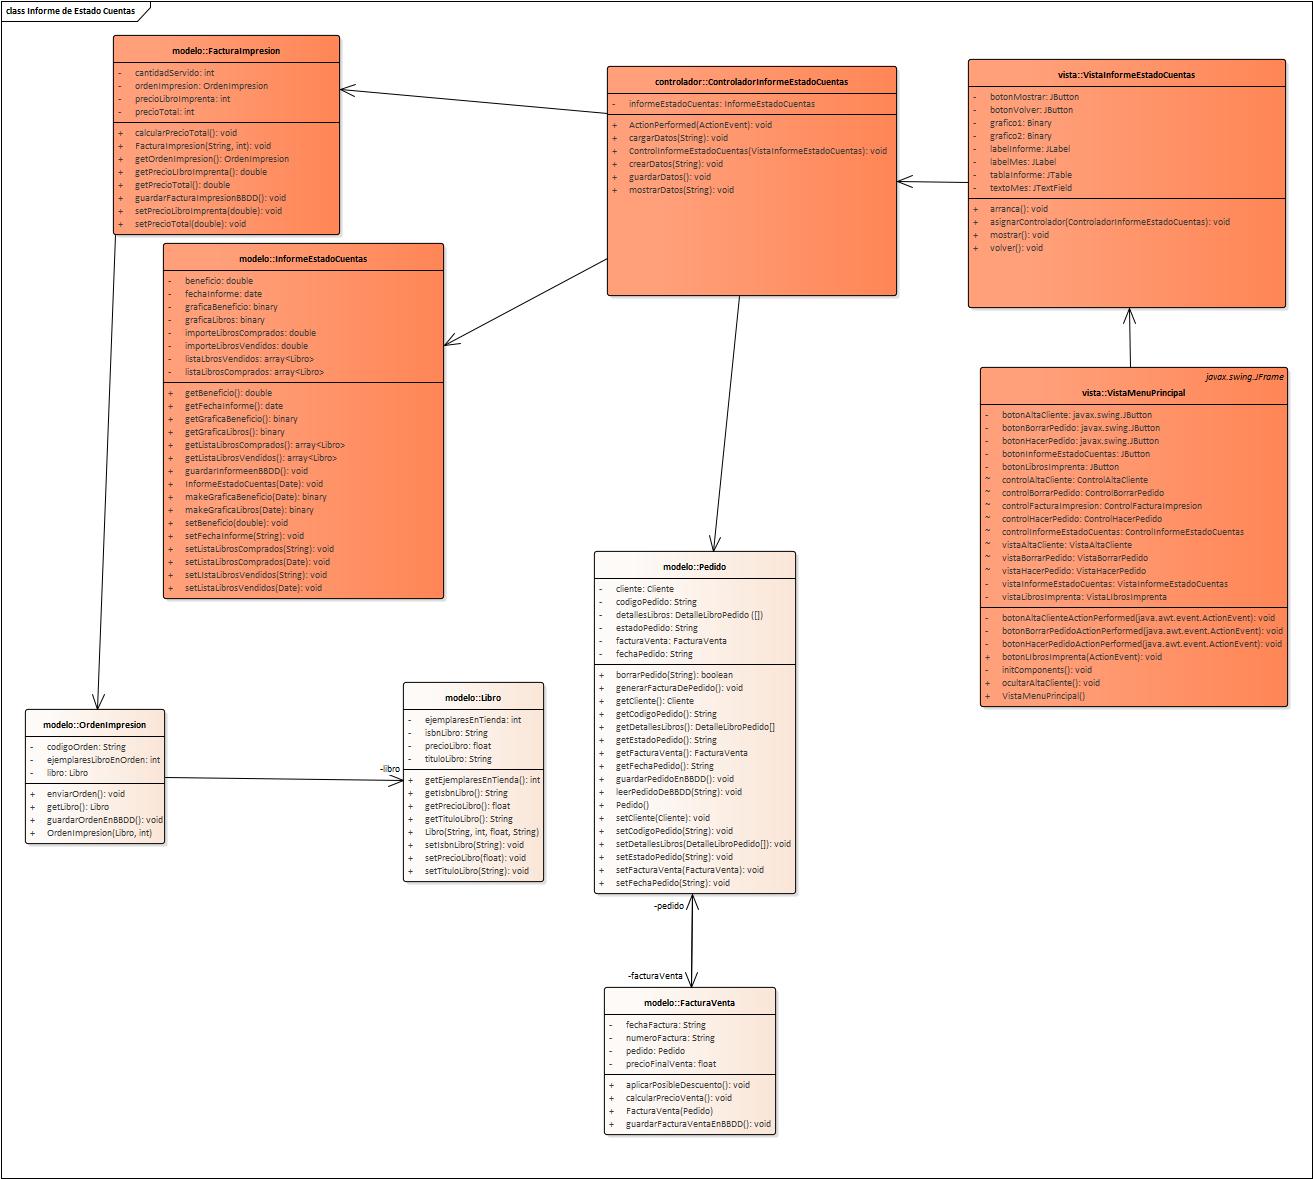 class Informe de Estado Cuentas
modelo::FacturaImpresion
- cantidadServido: int
- ordenImpresion: OrdenImpresion
- precioLibroImprenta: int
- precioTotal: int
+ calcularPrecioTotal(): void
+ FacturaImpresion(String, int): void
+ getOrdenImpresion(): OrdenImpresion
+ getPrecioLibroImprenta(): double
+ getPrecioTotal(): double
+ guardarFacturaImpresionBBDD(): void
+ setPrecioLibroImprenta(double): void
+ setPrecioTotal(double): void
controlador::ControladorInformeEstadoCuentas
- informeEstadoCuentas: InformeEstadoCuentas
+ ActionPerformed(ActionEvent): void
+ cargarDatos(String): void
+ ControlInformeEstadoCuentas(VistaInformeEstadoCuentas): void
+ crearDatos(String): void
+ guardarDatos(): void
+ mostrarDatos(String): void
vista::VistaInformeEstadoCuentas
- botonMostrar: JButton
- botonVolver: JButton
- grafico1: Binary
- grafico2: Binary
- labelInforme: JLabel
- labelMes: JLabel
- tablaInforme: JTable
- textoMes: JTextField
+ arranca(): void
+ asignarControlador(ControladorInformeEstadoCuentas): void
+ mostrar(): void
+ volver(): void
modelo::InformeEstadoCuentas
- beneficio: double
- fechaInforme: date
- graficaBeneficio: binary
- graficaLibros: binary
- importeLibrosComprados: double
- importeLibrosVendidos: double
- listaLbrosVendidos: array<Libro>
- listaLibrosComprados: array<Libro>
+ getBeneficio(): double
+ getFechaInforme(): date
+ getGraficaBeneficio(): binary
+ getGraficaLibros(): binary
+ getListaLibrosComprados(): array<Libro>
+ getListaLibrosVendidos(): array<Libro>
+ guardarInformeenBBDD(): void
+ InformeEstadoCuentas(Date): void
+ makeGraficaBeneficio(Date): binary
+ makeGraficaLibros(Date): binary
+ setBeneficio(double): void
+ setFechaInforme(String): void
+ setListaLibrosComprados(String): void
+ setListaLibrosComprados(Date): void
+ setLIstaLibrosVendidos(String): void
+ setListaLibrosVendidos(Date): void
javax.swing.JFrame
vista::VistaMenuPrincipal
- botonAltaCliente: javax.swing.JButton
- botonBorrarPedido: javax.swing.JButton
- botonHacerPedido: javax.swing.JButton
- botonInformeEstadoCuentas: JButton
- botonLibrosImprenta: JButton
~ controlAltaCliente: ControlAltaCliente
~ controlBorrarPedido: ControlBorrarPedido
~ controlFacturaImpresion: ControlFacturaImpresion
~ controlHacerPedido: ControlHacerPedido
~ controlInformeEstadoCuentas: ControlInformeEstadoCuentas
~ vistaAltaCliente: VistaAltaCliente
~ vistaBorrarPedido: VistaBorrarPedido
~ vistaHacerPedido: VistaHacerPedido
- vistaInformeEstadoCuentas: VistaInformeEstadoCuentas
- vistaLibrosImprenta: VistaLIbrosImprenta
- botonAltaClienteActionPerformed(java.awt.event.ActionEvent): void
- botonBorrarPedidoActionPerformed(java.awt.event.ActionEvent): void
- botonHacerPedidoActionPerformed(java.awt.event.ActionEvent): void
+ botonLIbrosImprenta(ActionEvent): void
- initComponents(): void
+ ocultarAltaCliente(): void
+ VistaMenuPrincipal()
modelo::Pedido
- cliente: Cliente
- codigoPedido: String
- detallesLibros: DetalleLibroPedido ([])
- estadoPedido: String
- facturaVenta: FacturaVenta
- fechaPedido: String
+ borrarPedido(String): boolean
+ generarFacturaDePedido(): void
+ getCliente(): Cliente
+ getCodigoPedido(): String
+ getDetallesLibros(): DetalleLibroPedido[]
+ getEstadoPedido(): String
+ getFacturaVenta(): FacturaVenta
+ getFechaPedido(): String
+ guardarPedidoEnBBDD(): void
+ leerPedidoDeBBDD(String): void
+ Pedido()
+ setCliente(Cliente): void
+ setCodigoPedido(String): void
+ setDetallesLibros(DetalleLibroPedido[]): void
+ setEstadoPedido(String): void
+ setFacturaVenta(FacturaVenta): void
+ setFechaPedido(String): void
modelo::OrdenImpresion
- codigoOrden: String
- ejemplaresLibroEnOrden: int
- libro: Libro
+ enviarOrden(): void
+ getLibro(): Libro
+ guardarOrdenEnBBDD(): void
+ OrdenImpresion(Libro, int)
-libro
modelo::Libro
- ejemplaresEnTienda: int
- isbnLibro: String
- precioLibro: float
- tituloLibro: String
+ getEjemplaresEnTienda(): int
+ getIsbnLibro(): String
+ getPrecioLibro(): float
+ getTituloLibro(): String
+ Libro(String, int, float, String)
+ setIsbnLibro(String): void
+ setPrecioLibro(float): void
+ setTituloLibro(String): void
-pedido
-facturaVenta
modelo::FacturaVenta
- fechaFactura: String
- numeroFactura: String
- pedido: Pedido
- precioFinalVenta: float
+ aplicarPosibleDescuento(): void
+ calcularPrecioVenta(): void
+ FacturaVenta(Pedido)
+ guardarFacturaVentaEnBBDD(): void